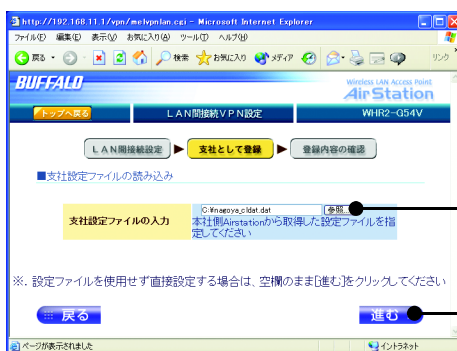 http://192.168.11.1/vpn/melvpnlan.cgi - Microsoft Internet Explorer
ファイル(F) 編集(E) 表示(V) お気に入り(A) ツール(T) ヘルプ(H)
戻る 検索 お気に入り メディア リンク
BUFFALO
Wireless LAN Access Point
AirStation
トップへ戻る ＬＡＮ間接続ＶＰＮ設定 WHR2-G54V
ＬＡＮ間接続設定 支社として登録 登録内容の確認
■支社設定ファイルの読み込み
支社設定ファイルの入力
C:¥nagoya_cldat.dat 参照...
本社側Airstationから取得した設定ファイルを指
定してください
※. 設定ファイルを使用せず直接設定する場合は、空欄のまま[進む]をクリックしてください
戻る 進む
ページが表示されました イントラネット